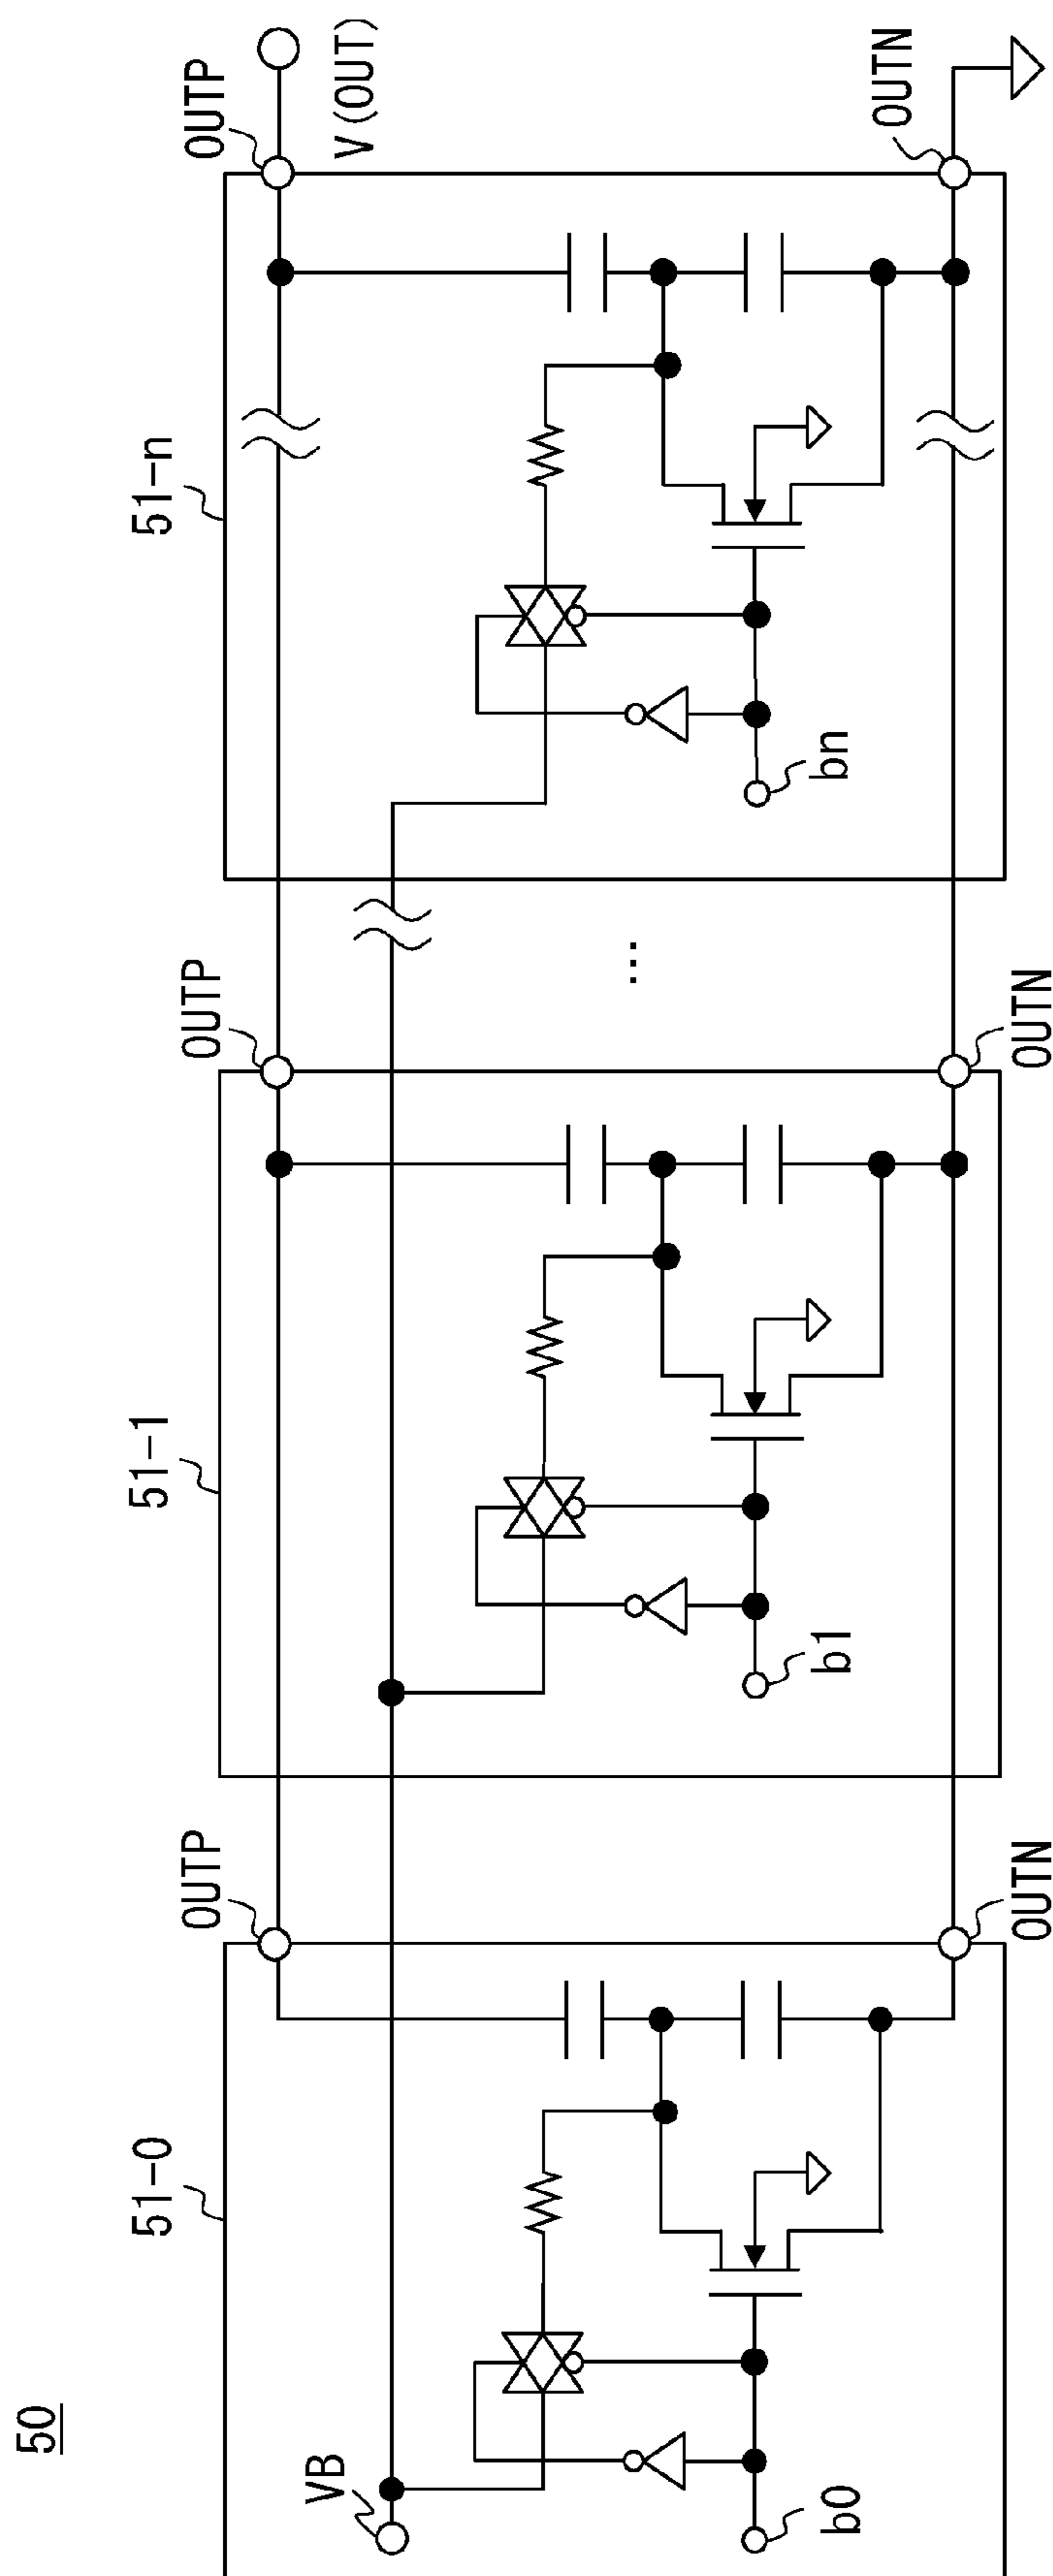 50
51-0
51-1
51-n
OUTP
OUTP
OUTP
V(OUT)
VB
...
b0
b1
bn
OUTN
OUTN
OUTN